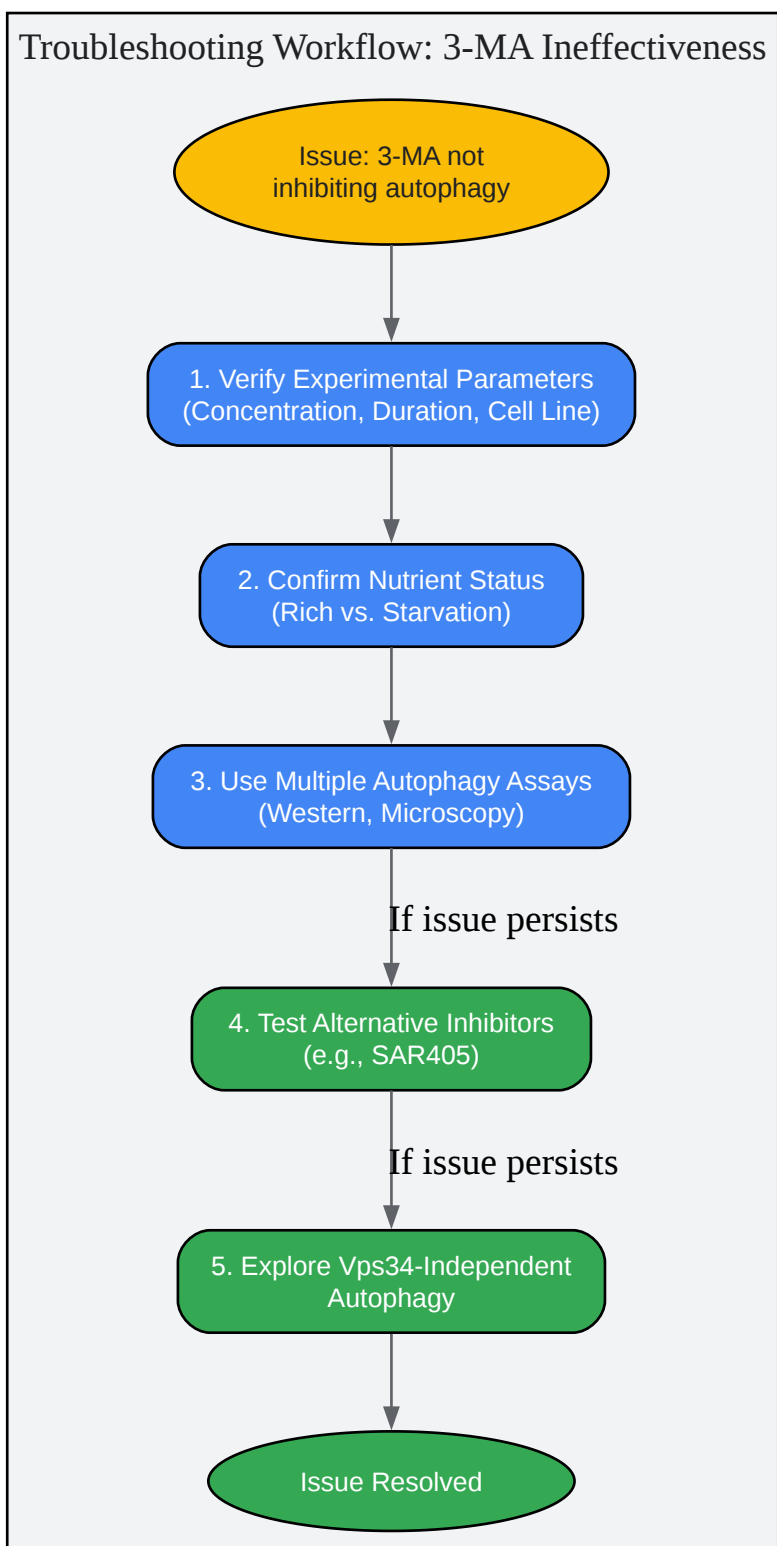 Troubleshooting Workflow: 3-MA Ineffectiveness
Issue: 3-MA not
inhibiting autophagy
1. Verify Experimental Parameters
(Concentration, Duration, Cell Line)
2. Confirm Nutrient Status
(Rich vs. Starvation)
3. Use Multiple Autophagy Assays
(Western, Microscopy)
If issue persists
4. Test Alternative Inhibitors
(e.g., SAR405)
If issue persists
5. Explore Vps34-Independent
Autophagy
Issue Resolved